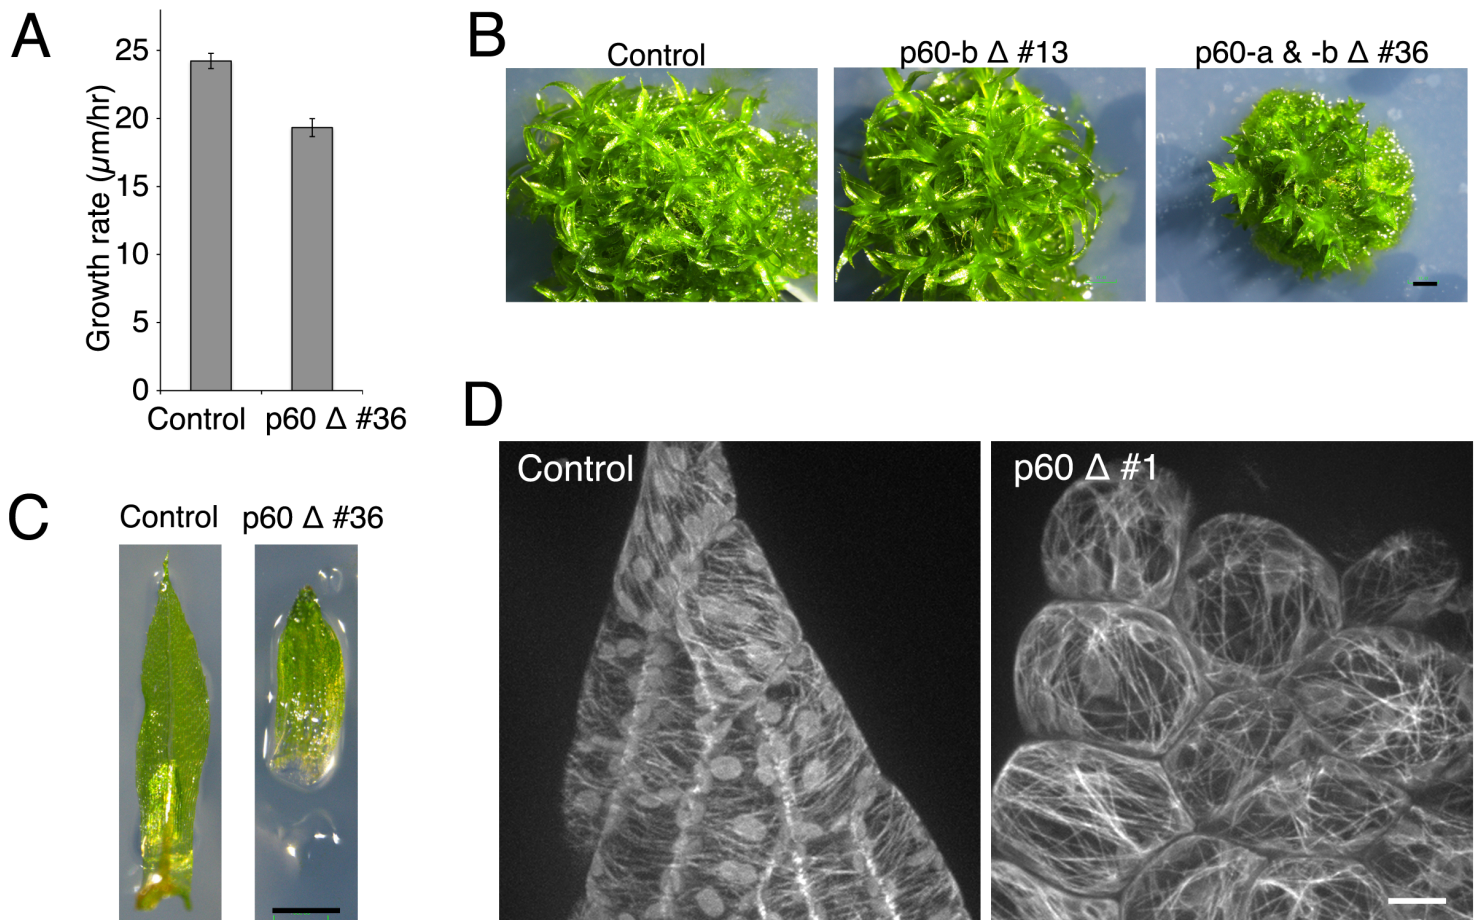 A
Growth rate (µm/hr)
25
20
15
10
5
0
Control
p60 Δ #36
B
Control
p60-b Δ #13
p60-a & -b Δ #36
C
Control
p60 Δ #36
D
Control
p60 Δ #1